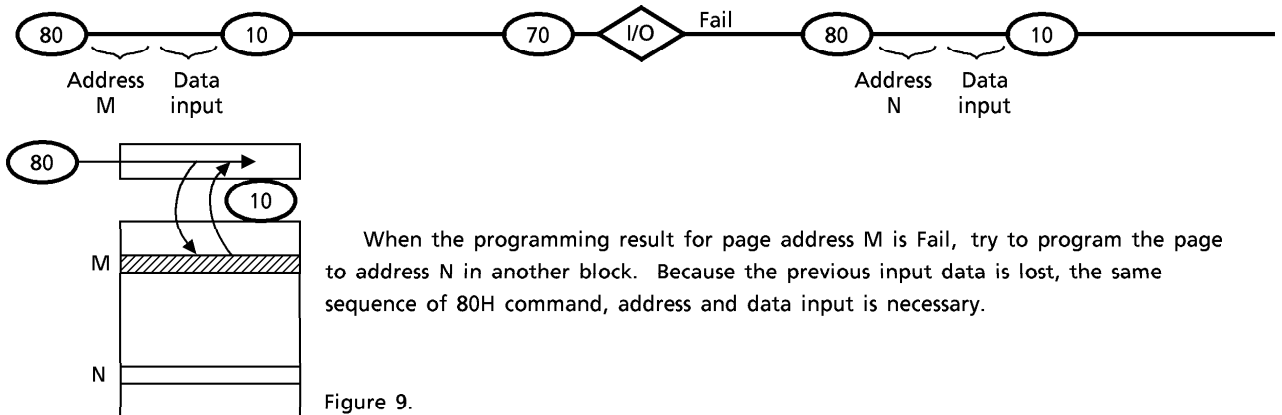 80 10 70 I/O Fail 80 10
Address Data Address Data
M input N input
80
10
When the programming result for page address M is Fail, try to program the page
M
to address N in another block. Because the previous input data is lost, the same
sequence of 80H command, address and data input is necessary.
N
Figure 9.